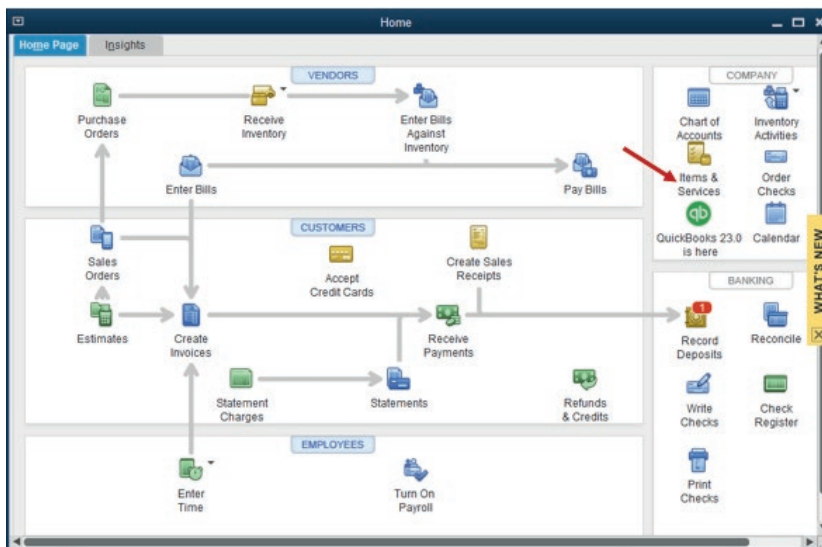 Home
Home Page
Insights
VENDORS
Purchase
Orders
Receive
Inventory
Enter Bills
Against
Inventory
Enter Bills
Pay Bills
CUSTOMERS
Sales
Orders
Accept
Credit Cards
Create Sales
Receipts
Estimates
Create
Invoices
Receive
Payments
Statement
Charges
Statements
Refunds
& Credits
EMPLOYEES
Enter
Time
Turn On
Payroll
COMPANY
Chart of
Accounts
Inventory
Activities
Items &
Services
Order
Checks
qb
QuickBooks 23.0
is here
Calendar
WHAT'S NEW
BANKING
1
Record
Deposits
Reconcile
Write
Checks
Check
Register
Print
Checks